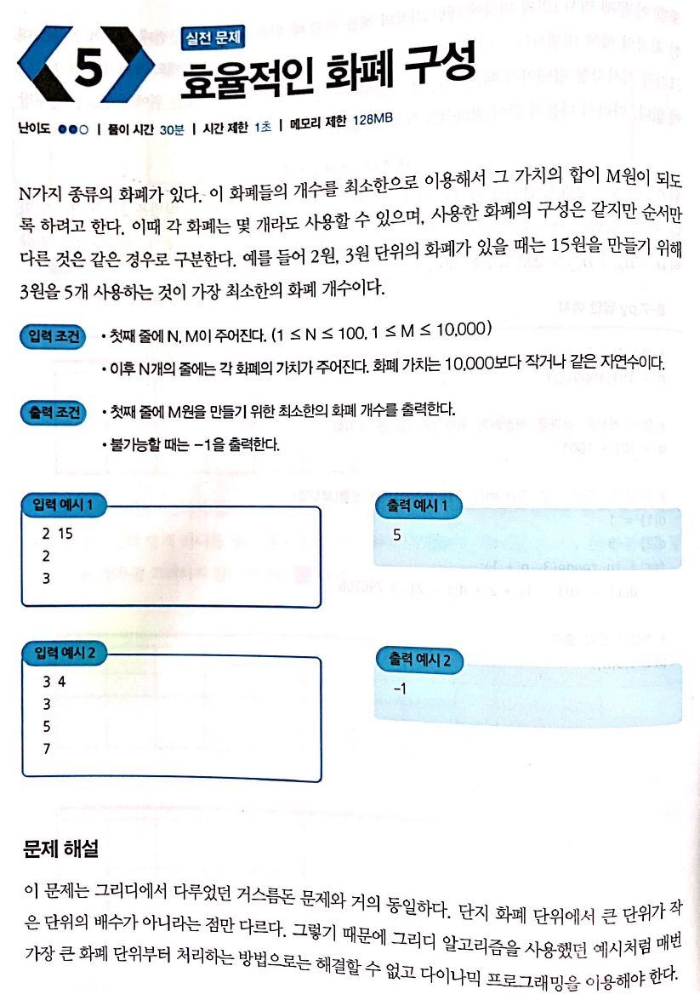 5
실전 문제
효율적인 화폐 구성
난이도 ●●○ | 풀이 시간 30분 | 시간 제한 1초 | 메모리 제한 128MB
N가지 종류의 화폐가 있다. 이 화폐들의 개수를 최소한으로 이용해서 그 가치의 합이 M원이 되도
록 하려고 한다. 이때 각 화폐는 몇 개라도 사용할 수 있으며, 사용한 화폐의 구성은 같지만 순서만
다른 것은 같은 경우로 구분한다. 예를 들어 2원, 3원 단위의 화폐가 있을 때는 15원을 만들기 위해
3원을 5개 사용하는 것이 가장 최소한의 화폐 개수이다.
입력 조건 • 첫째 줄에 N, M이 주어진다. (1 ≤ N ≤ 100, 1 ≤ M ≤ 10,000)
• 이후 N개의 줄에는 각 화폐의 가치가 주어진다. 화폐 가치는 10,000보다 작거나 같은 자연수이다.
출력 조건 • 첫째 줄에 M원을 만들기 위한 최소한의 화폐 개수를 출력한다.
• 불가능할 때는 -1을 출력한다.
입력 예시 1
2 15
2
3
출력 예시 1
5
입력 예시 2
3 4
3
5
7
출력 예시 2
-1
문제 해설
이 문제는 그리디에서 다루었던 거스름돈 문제와 거의 동일하다. 단지 화폐 단위에서 큰 단위가 작
은 단위의 배수가 아니라는 점만 다르다. 그렇기 때문에 그리디 알고리즘을 사용했던 예시처럼 매번
가장 큰 화폐 단위부터 처리하는 방법으로는 해결할 수 없고 다이나믹 프로그래밍을 이용해야 한다.